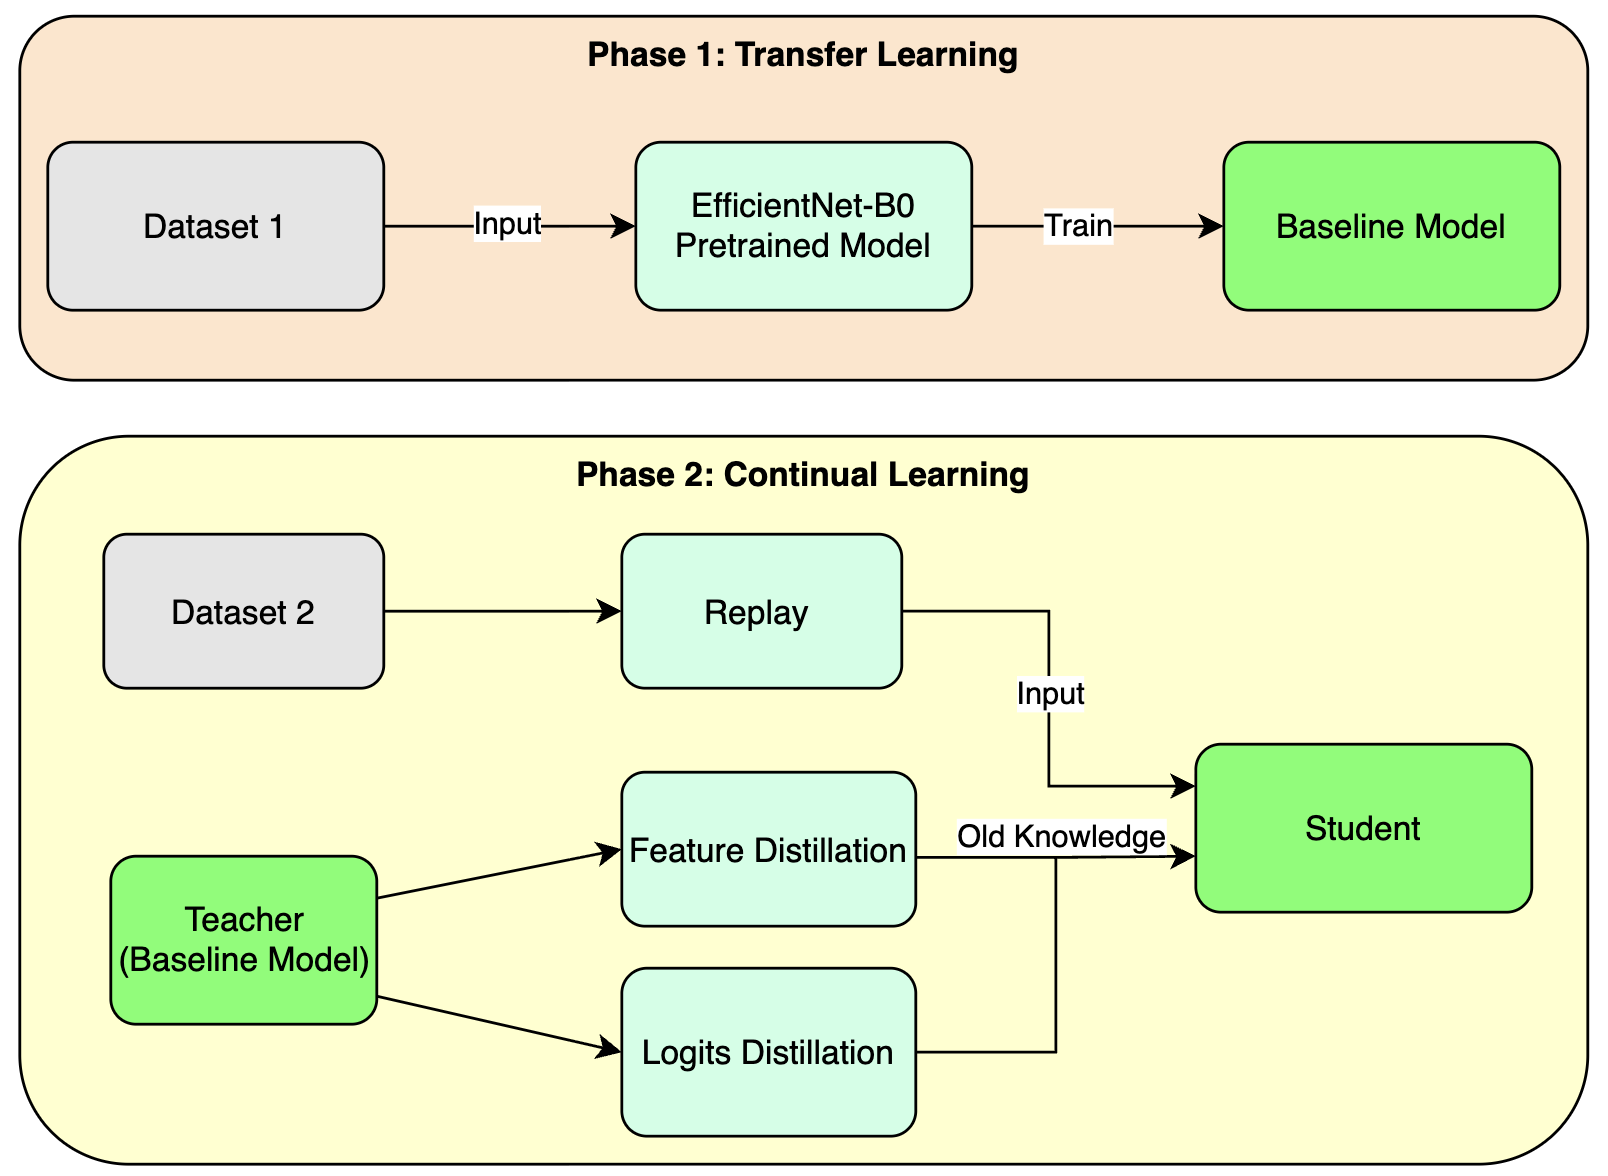 Phase 1: Transfer Learning
Dataset 1
Input
EfficientNet-B0
Pretrained Model
Train
Baseline Model
Phase 2: Continual Learning
Dataset 2
Replay
Input
Feature Distillation
Old Knowledge
Student
Teacher
(Baseline Model)
Logits Distillation